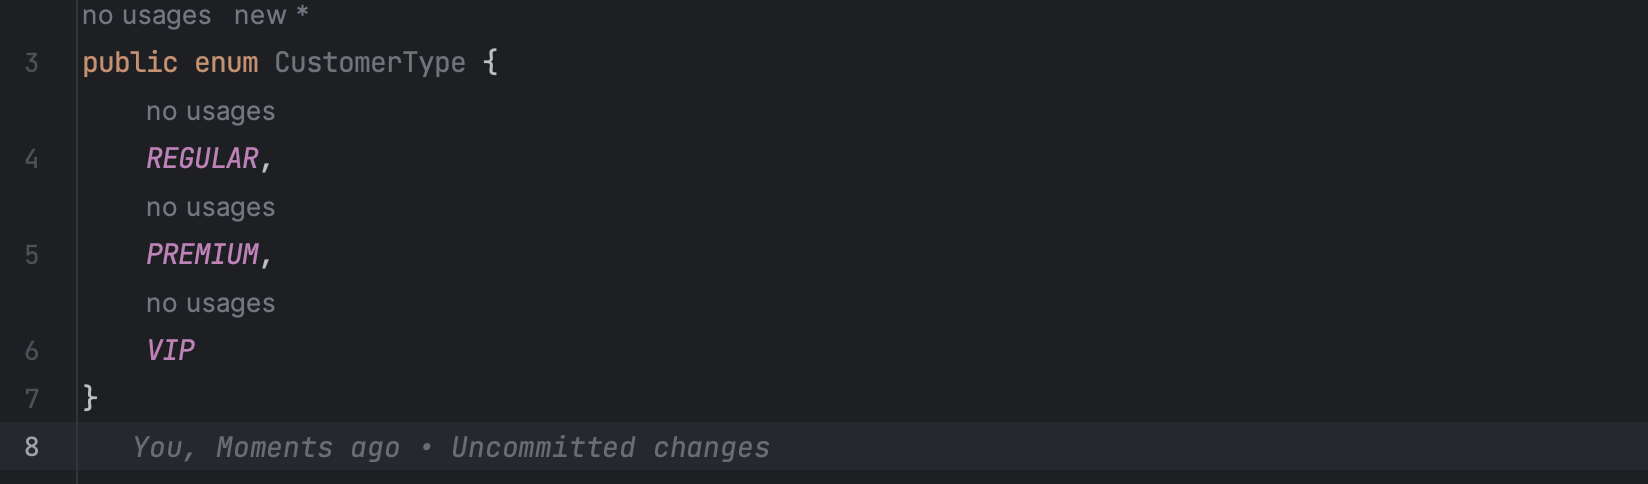 no usages   new *
3 public enum CustomerType {
no usages
4 REGULAR,
no usages
5 PREMIUM,
no usages
6 VIP
7 }
8 You, Moments ago • Uncommitted changes